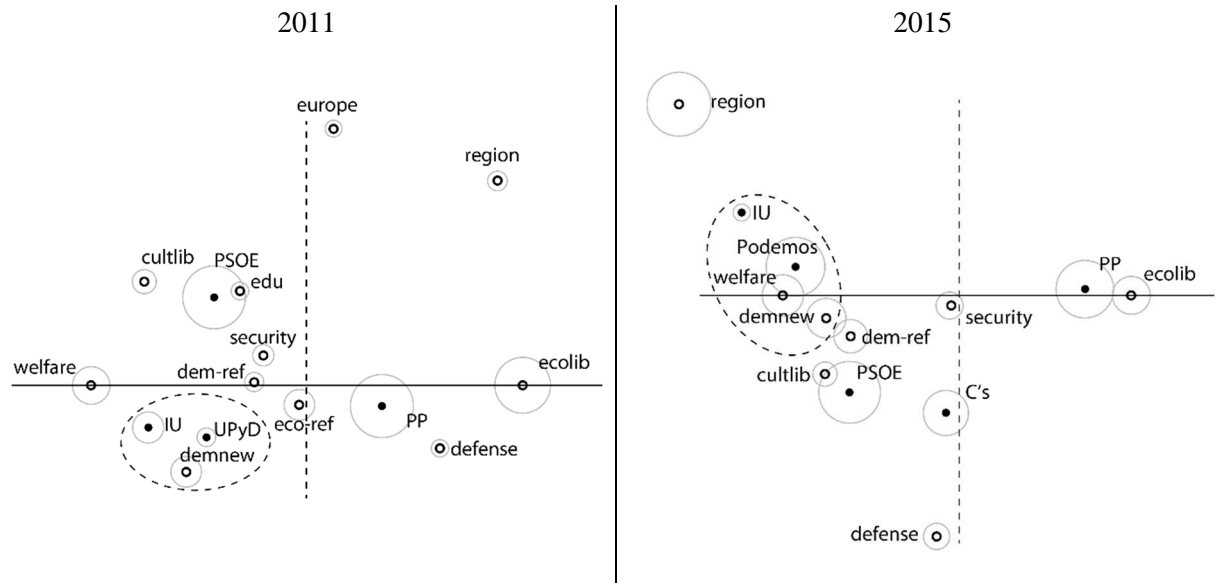 2011
europe
region
cultlib
PSOE
edu
security
welfare
dem-ref
ecolib
IU
UPyD
eco-ref
PP
demnew
defense
2015
region
IU
Podemos
welfare
PP
ecolib
demnew
security
dem-ref
cultlib
PSOE
C's
defense